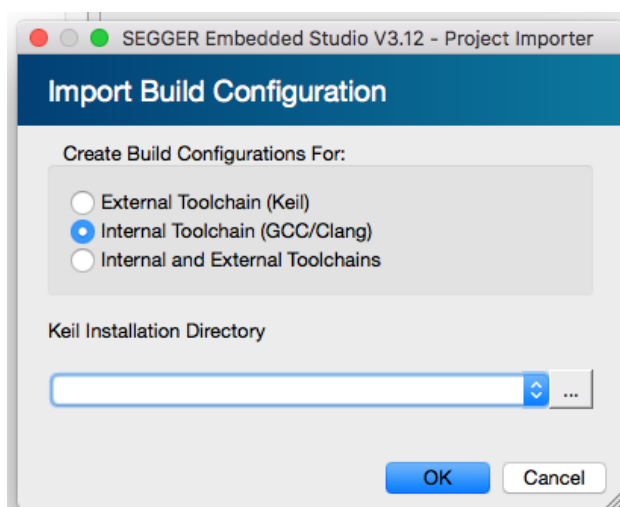 SEGGER Embedded Studio V3.12 - Project Importer
Import Build Configuration
Create Build Configurations For:
External Toolchain (Keil)
Internal Toolchain (GCC/Clang)
Internal and External Toolchains
Keil Installation Directory
...
OK Cancel